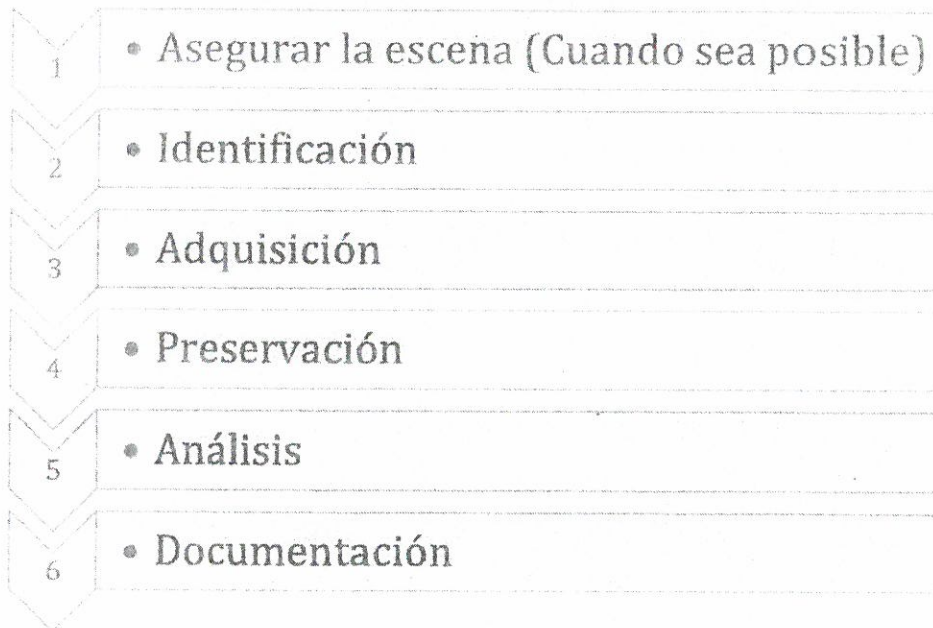 1 • Asegurar la escena (Cuando sea posible)
2 • Identificación
3 • Adquisición
4 • Preservación
5 • Análisis
6 • Documentación